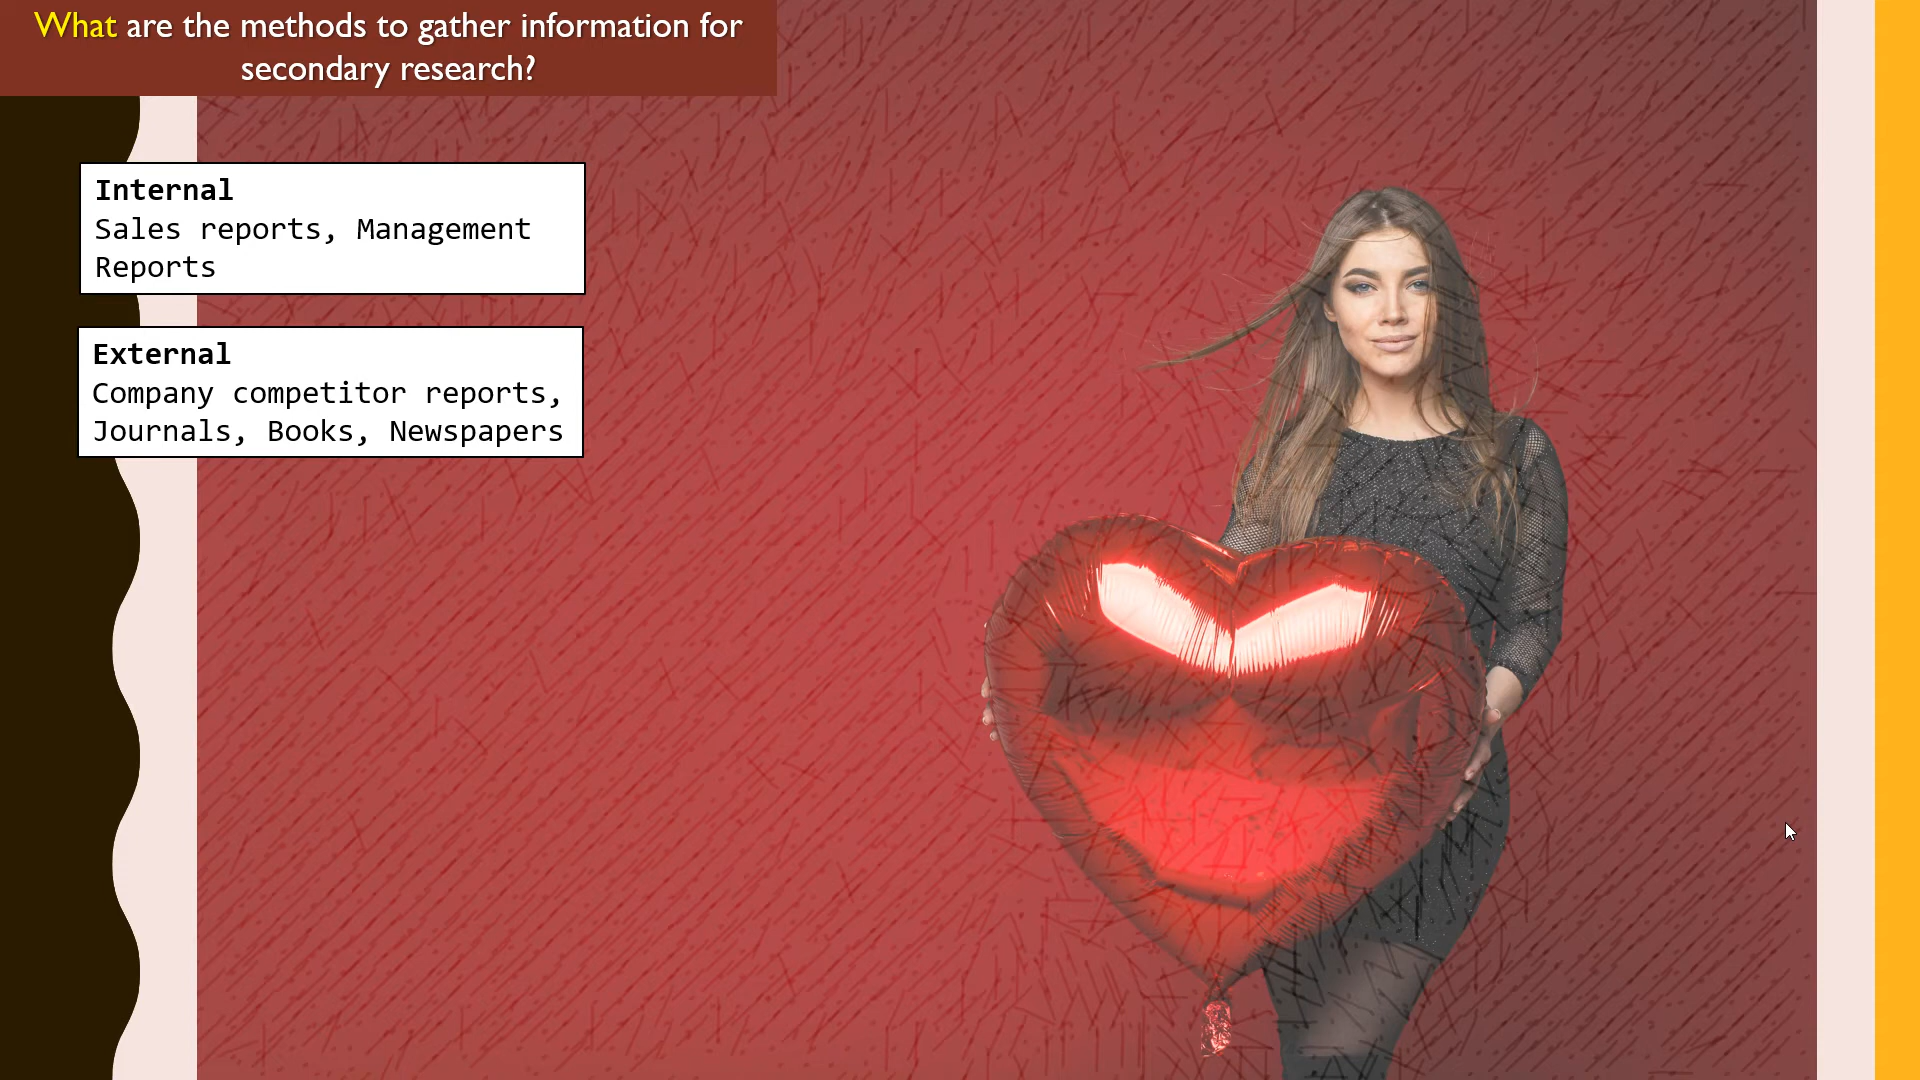 What are the methods to gather information for
secondary research?
Internal
Sales reports, Management
Reports
External
Company competitor reports,
Journals, Books, Newspapers